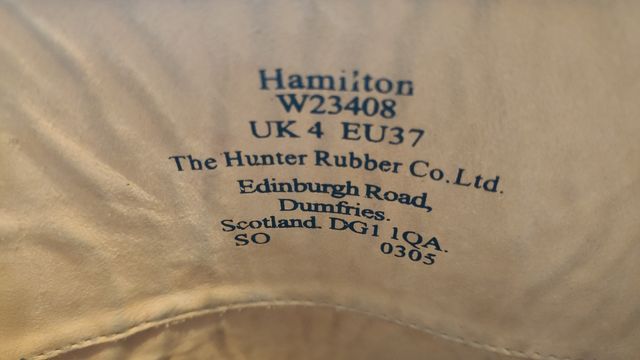 Hamilton
W23408
UK 4 EU37
The Hunter Rubber Co.Ltd.
Edinburgh Road,
Dumfries.
Scotland. DG1 1QA.
SO 0305